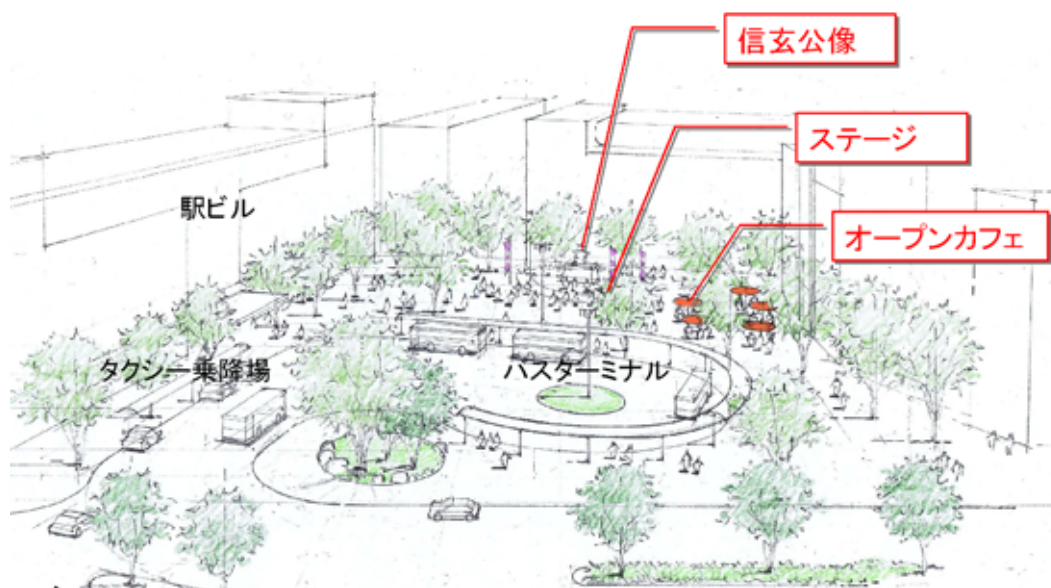 信玄公像
ステージ
駅ビル
オープンカフェ
タクシー乗降場
バスターミナル